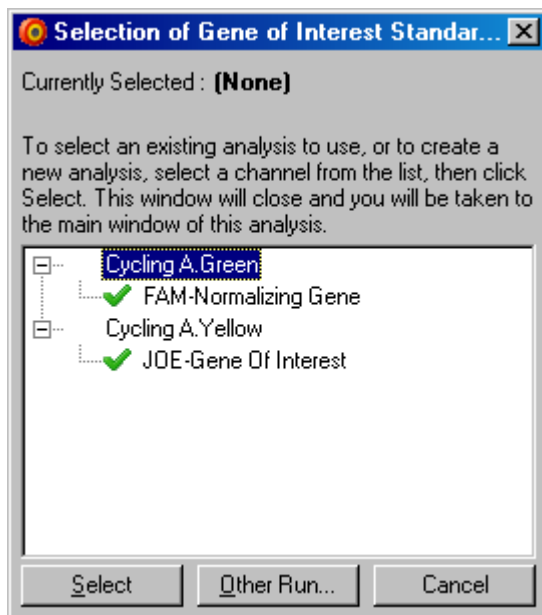 Selection of Gene of Interest Standar...
Currently Selected : (None)
To select an existing analysis to use, or to create a
new analysis, select a channel from the list, then click
Select. This window will close and you will be taken to
the main window of this analysis.
Cycling A.Green
FAM-Normalizing Gene
Cycling A.Yellow
JOE-Gene Of Interest
Select Other Run... Cancel